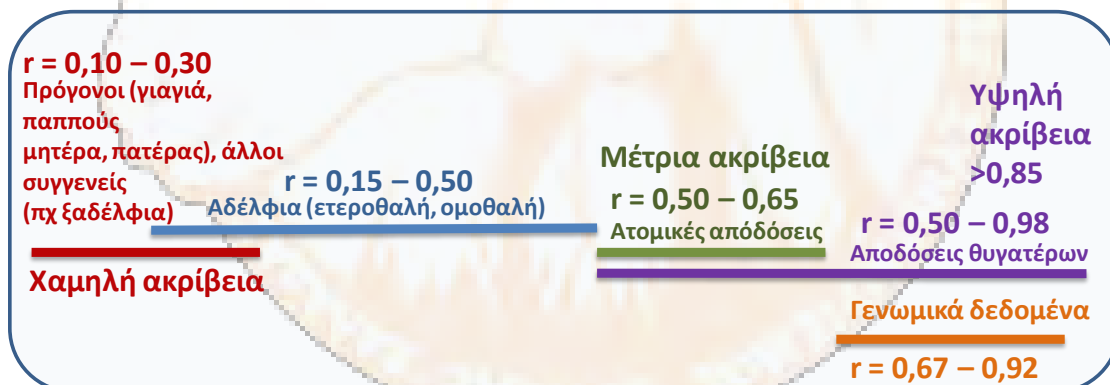 r = 0,10 – 0,30
Πρόγονοι (γιαγιά,
παππούς
μητέρα, πατέρας), άλλοι
συγγενείς
(πχ ξαδέλφια)
Χαμηλή ακρίβεια
r = 0,15 – 0,50
Αδέλφια (ετεροθαλή, ομοθαλή)
Μέτρια ακρίβεια
r = 0,50 – 0,65
Ατομικές απόδόσεις
Υψηλή
ακρίβεια
>0,85
r = 0,50 – 0,98
Αποδόσεις θυγατέρων
Γενωμικά δεδομένα
r = 0,67 – 0,92